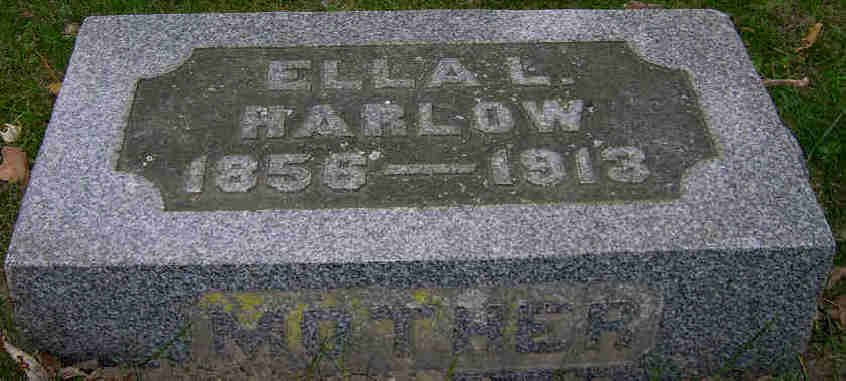 ELLA L.
HARLOW
1856—1913
MOTHER